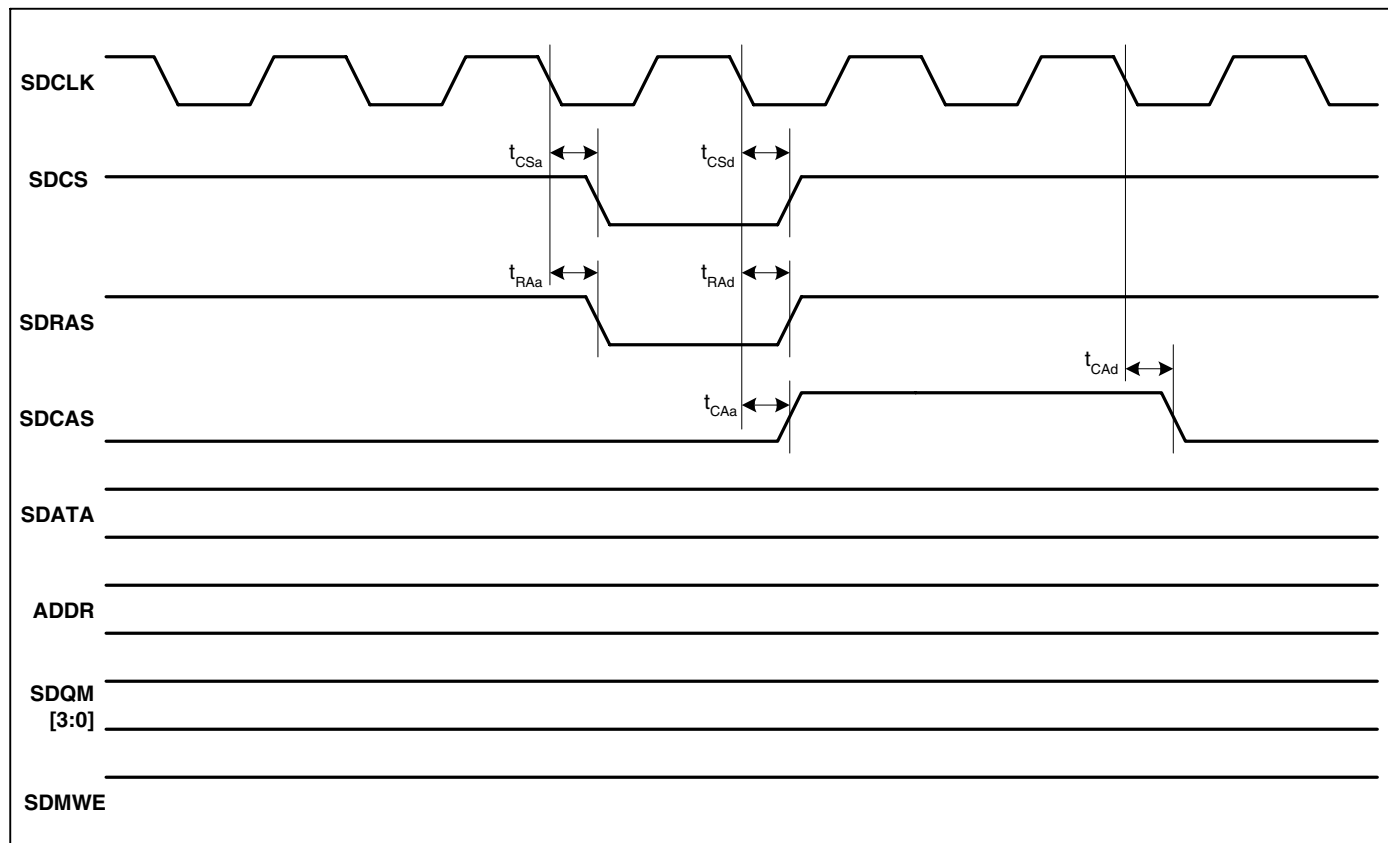 SDCLK
tCSa
tCSd
SDCS
tRAa
tRAd
SDRAS
tCAd
tCAa
SDCAS
SDATA
ADDR
SDQM
[3:0]
SDMWE